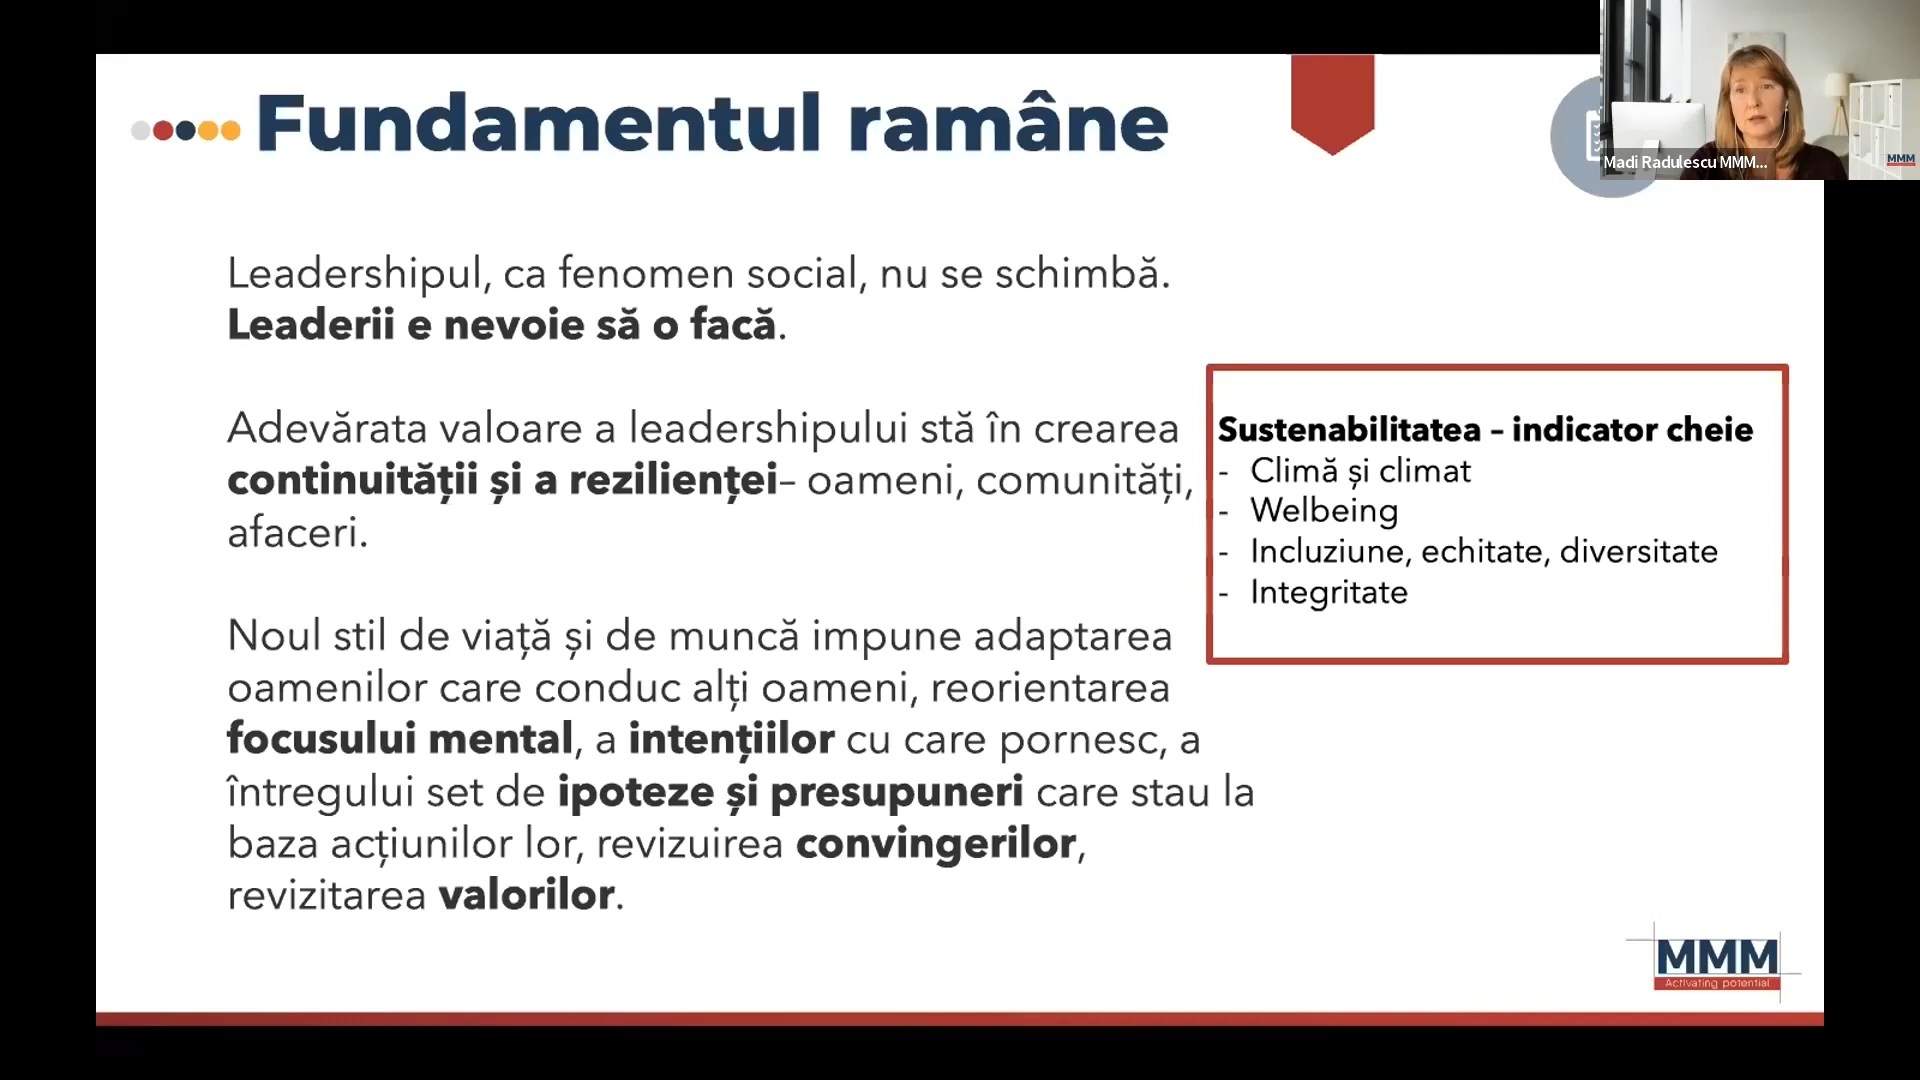 Fundamentul ramâne
Madi Radulescu MMM...
MMM
Leadershipul, ca fenomen social, nu se schimbă.
Leaderii e nevoie să o facă.
Adevărata valoare a leadershipului stă în crearea
continuității și a rezilienței– oameni, comunități,
afaceri.
Noul stil de viață și de muncă impune adaptarea
oamenilor care conduc alți oameni, reorientarea
focusului mental, a intențiilor cu care pornesc, a
întregului set de ipoteze și presupuneri care stau la
baza acțiunilor lor, revizuirea convingerilor,
revizitarea valorilor.
Sustenabilitatea – indicator cheie
- Climă și climat
- Welbeing
- Incluziune, echitate, diversitate
- Integritate
MMM
Activating potential